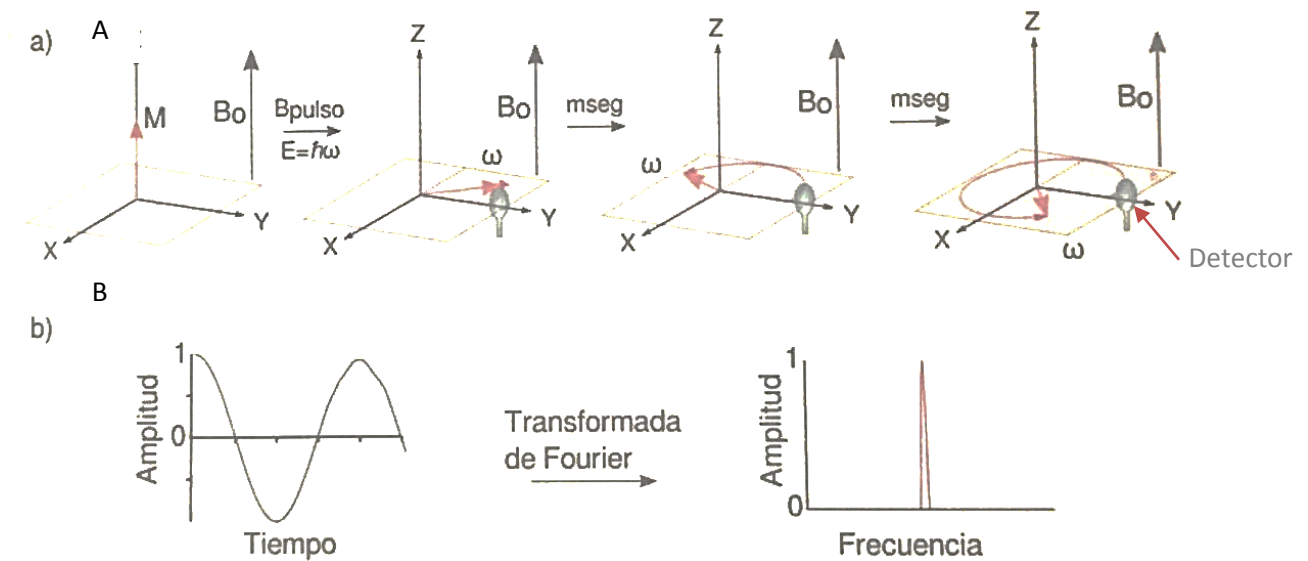 A
a)
M
Bo
X
Y
Bpulso
E=ħω
Z
Bo
ω
X
Y
mseg
Z
Bo
ω
X
Y
mseg
Z
Bo
X
Y
ω
Detector
B
b)
Amplitud
1
0
Tiempo
Transformada
de Fourier
Amplitud
1
0
Frecuencia